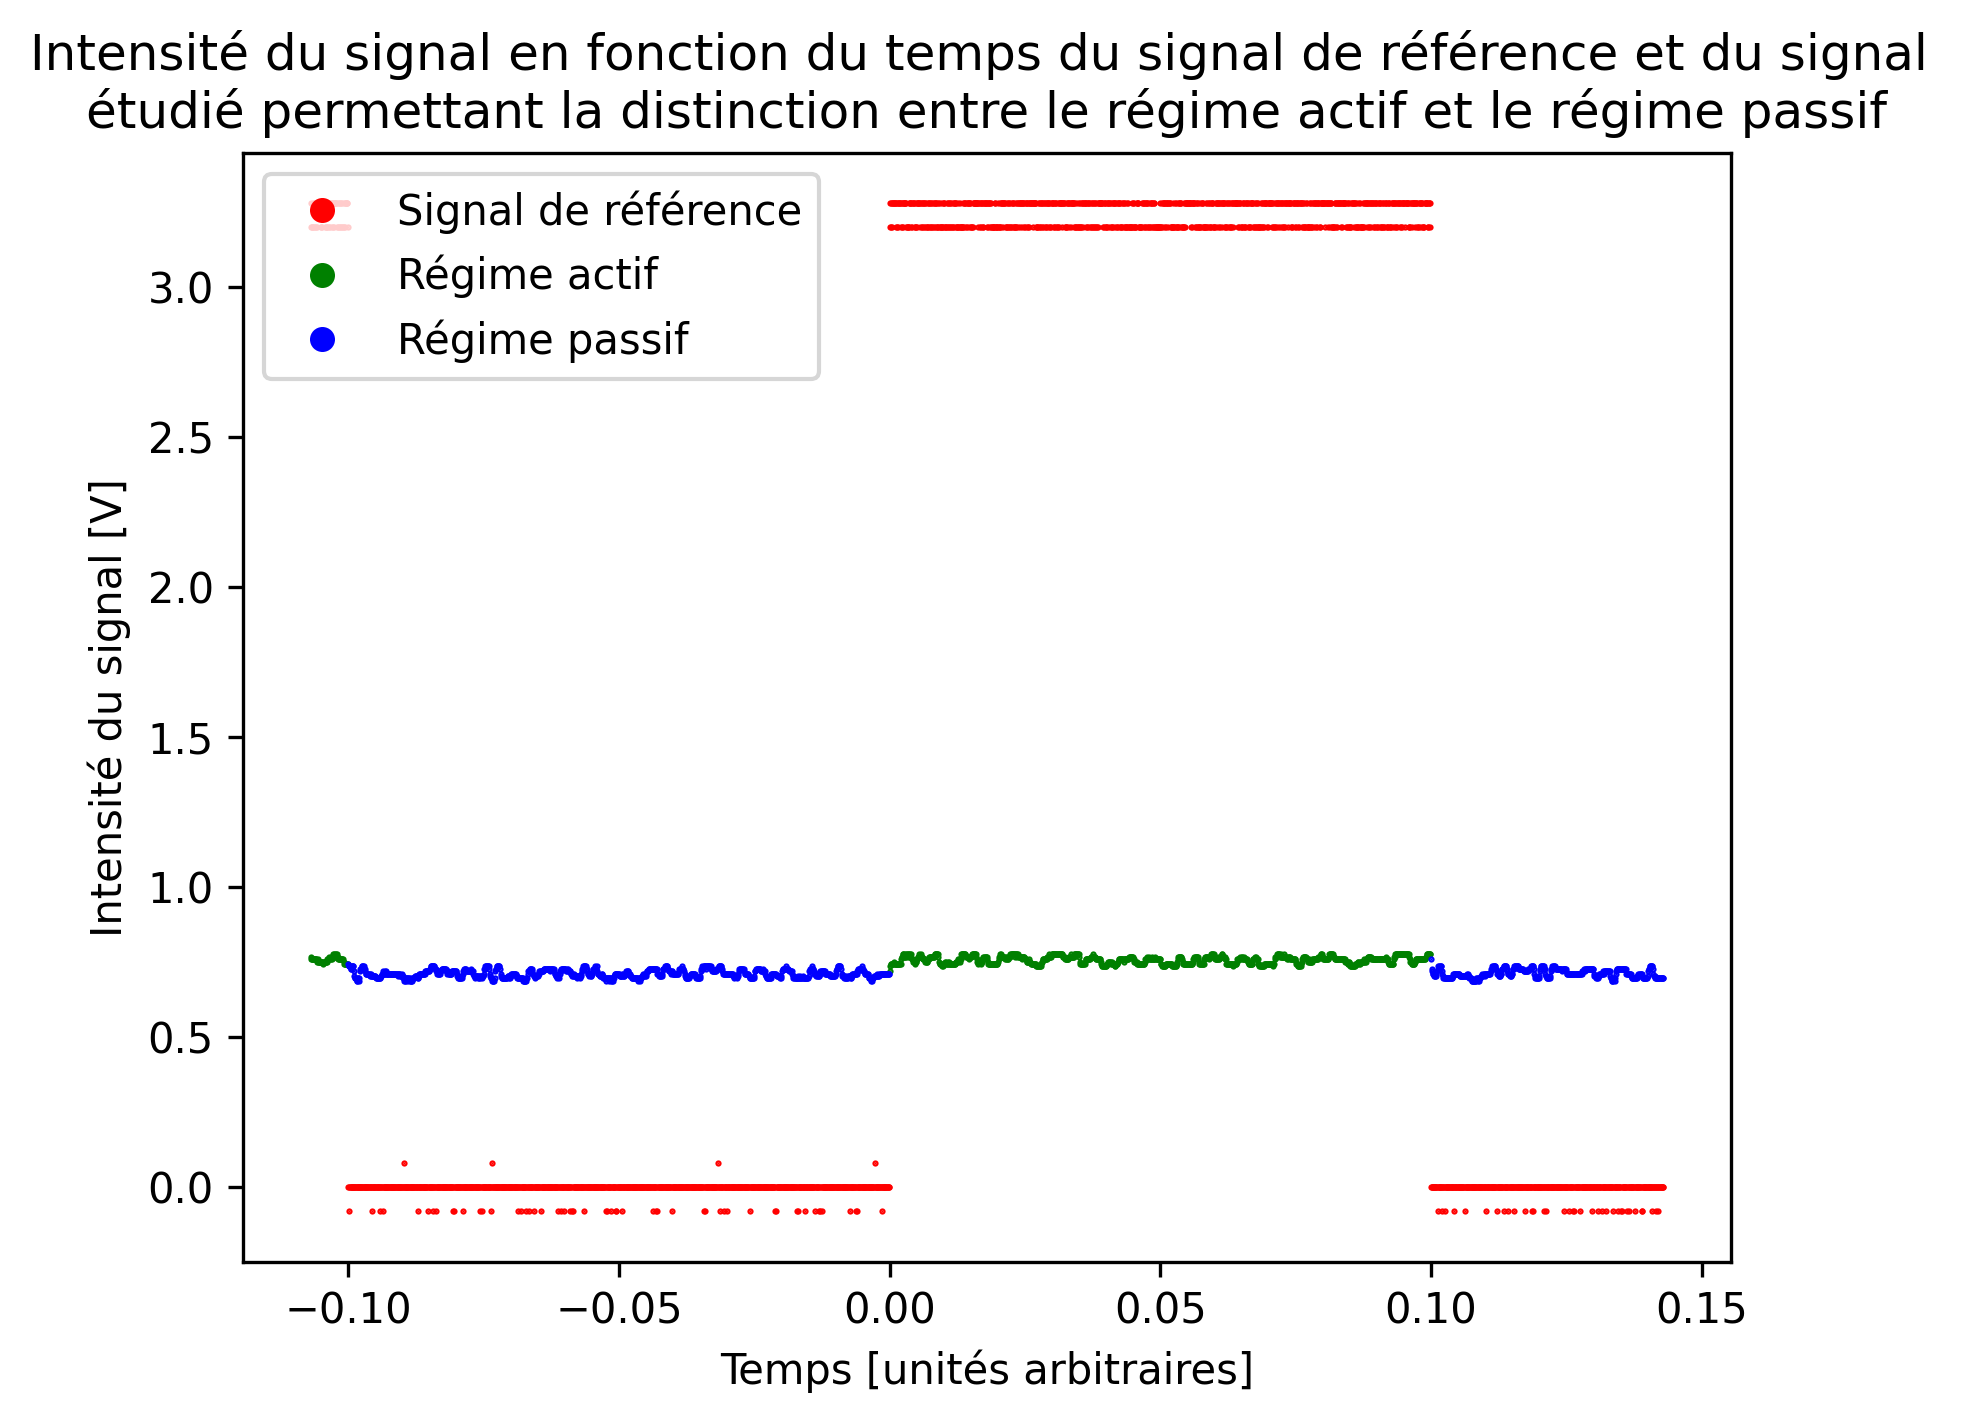 Intensité du signal en fonction du temps du signal de référence et du signal
étudié permettant la distinction entre le régime actif et le régime passif
Signal de référence
Régime actif
Régime passif
Intensité du signal [V]
3.0
2.5
2.0
1.5
1.0
0.5
0.0
−0.10
−0.05
0.00
0.05
0.10
0.15
Temps [unités arbitraires]